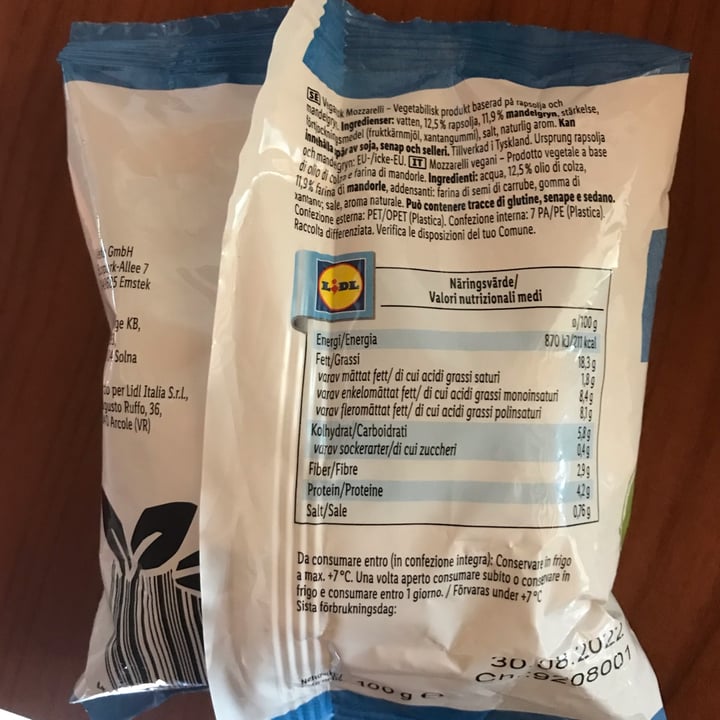 GmbH
-Allee 7
Emstek
KB,
Solna
per Lidl Italia S.r.l.,
Ruffo, 36,
Arcole (VR)
SE Mozzarelli – Vegetabilisk produkt baserad på rapsolja och
mandelgryn. Ingredienser: vatten, 12,5% rapsolja, 11,9% mandelgryn, stärkelse,
(fruktkärnmjöl, xantangummi), salt, naturlig arom. Kan
innehålla spår av soja, senap och selleri. Tillverkad i Tyskland. Ursprung rapsolja
och mandelgryn: EU-/icke-EU. IT Mozzarelli vegani – Prodotto vegetale a base
di olio di colza e farina di mandorle. Ingredienti: acqua, 12,5% olio di colza,
11,9% farina di mandorle, addensanti: farina di semi di carrube, gomma di
xantano; sale, aroma naturale. Può contenere tracce di glutine, senape e sedano.
Confezione esterna: PET/OPET (Plastica). Confezione interna: 7 PA/PE (Plastica).
Raccolta differenziata. Verifica le disposizioni del tuo Comune.
LIDL
Näringsvärde/
Valori nutrizionali medi
ø/100 g
Energi/Energia 870 kJ/211 kcal
Fett/Grassi 18,3 g
varav mättat fett/ di cui acidi grassi saturi 1,8 g
varav enkelomättat fett/ di cui acidi grassi monoinsaturi 8,4 g
varav fleromättat fett/ di cui acidi grassi polinsaturi 8,1 g
Kolhydrat/Carboidrati 5,8 g
varav sockerarter/di cui zuccheri 0,4 g
Fiber/Fibre 2,9 g
Protein/Proteine 4,2 g
Salt/Sale 0,76 g
Da consumare entro (in confezione integra): Conservare in frigo
a max. +7°C. Una volta aperto consumare subito o conservare in
frigo e consumare entro 1 giorno. / Förvaras under +7°C
Sista förbrukningsdag:
30.08.2022
100 g e